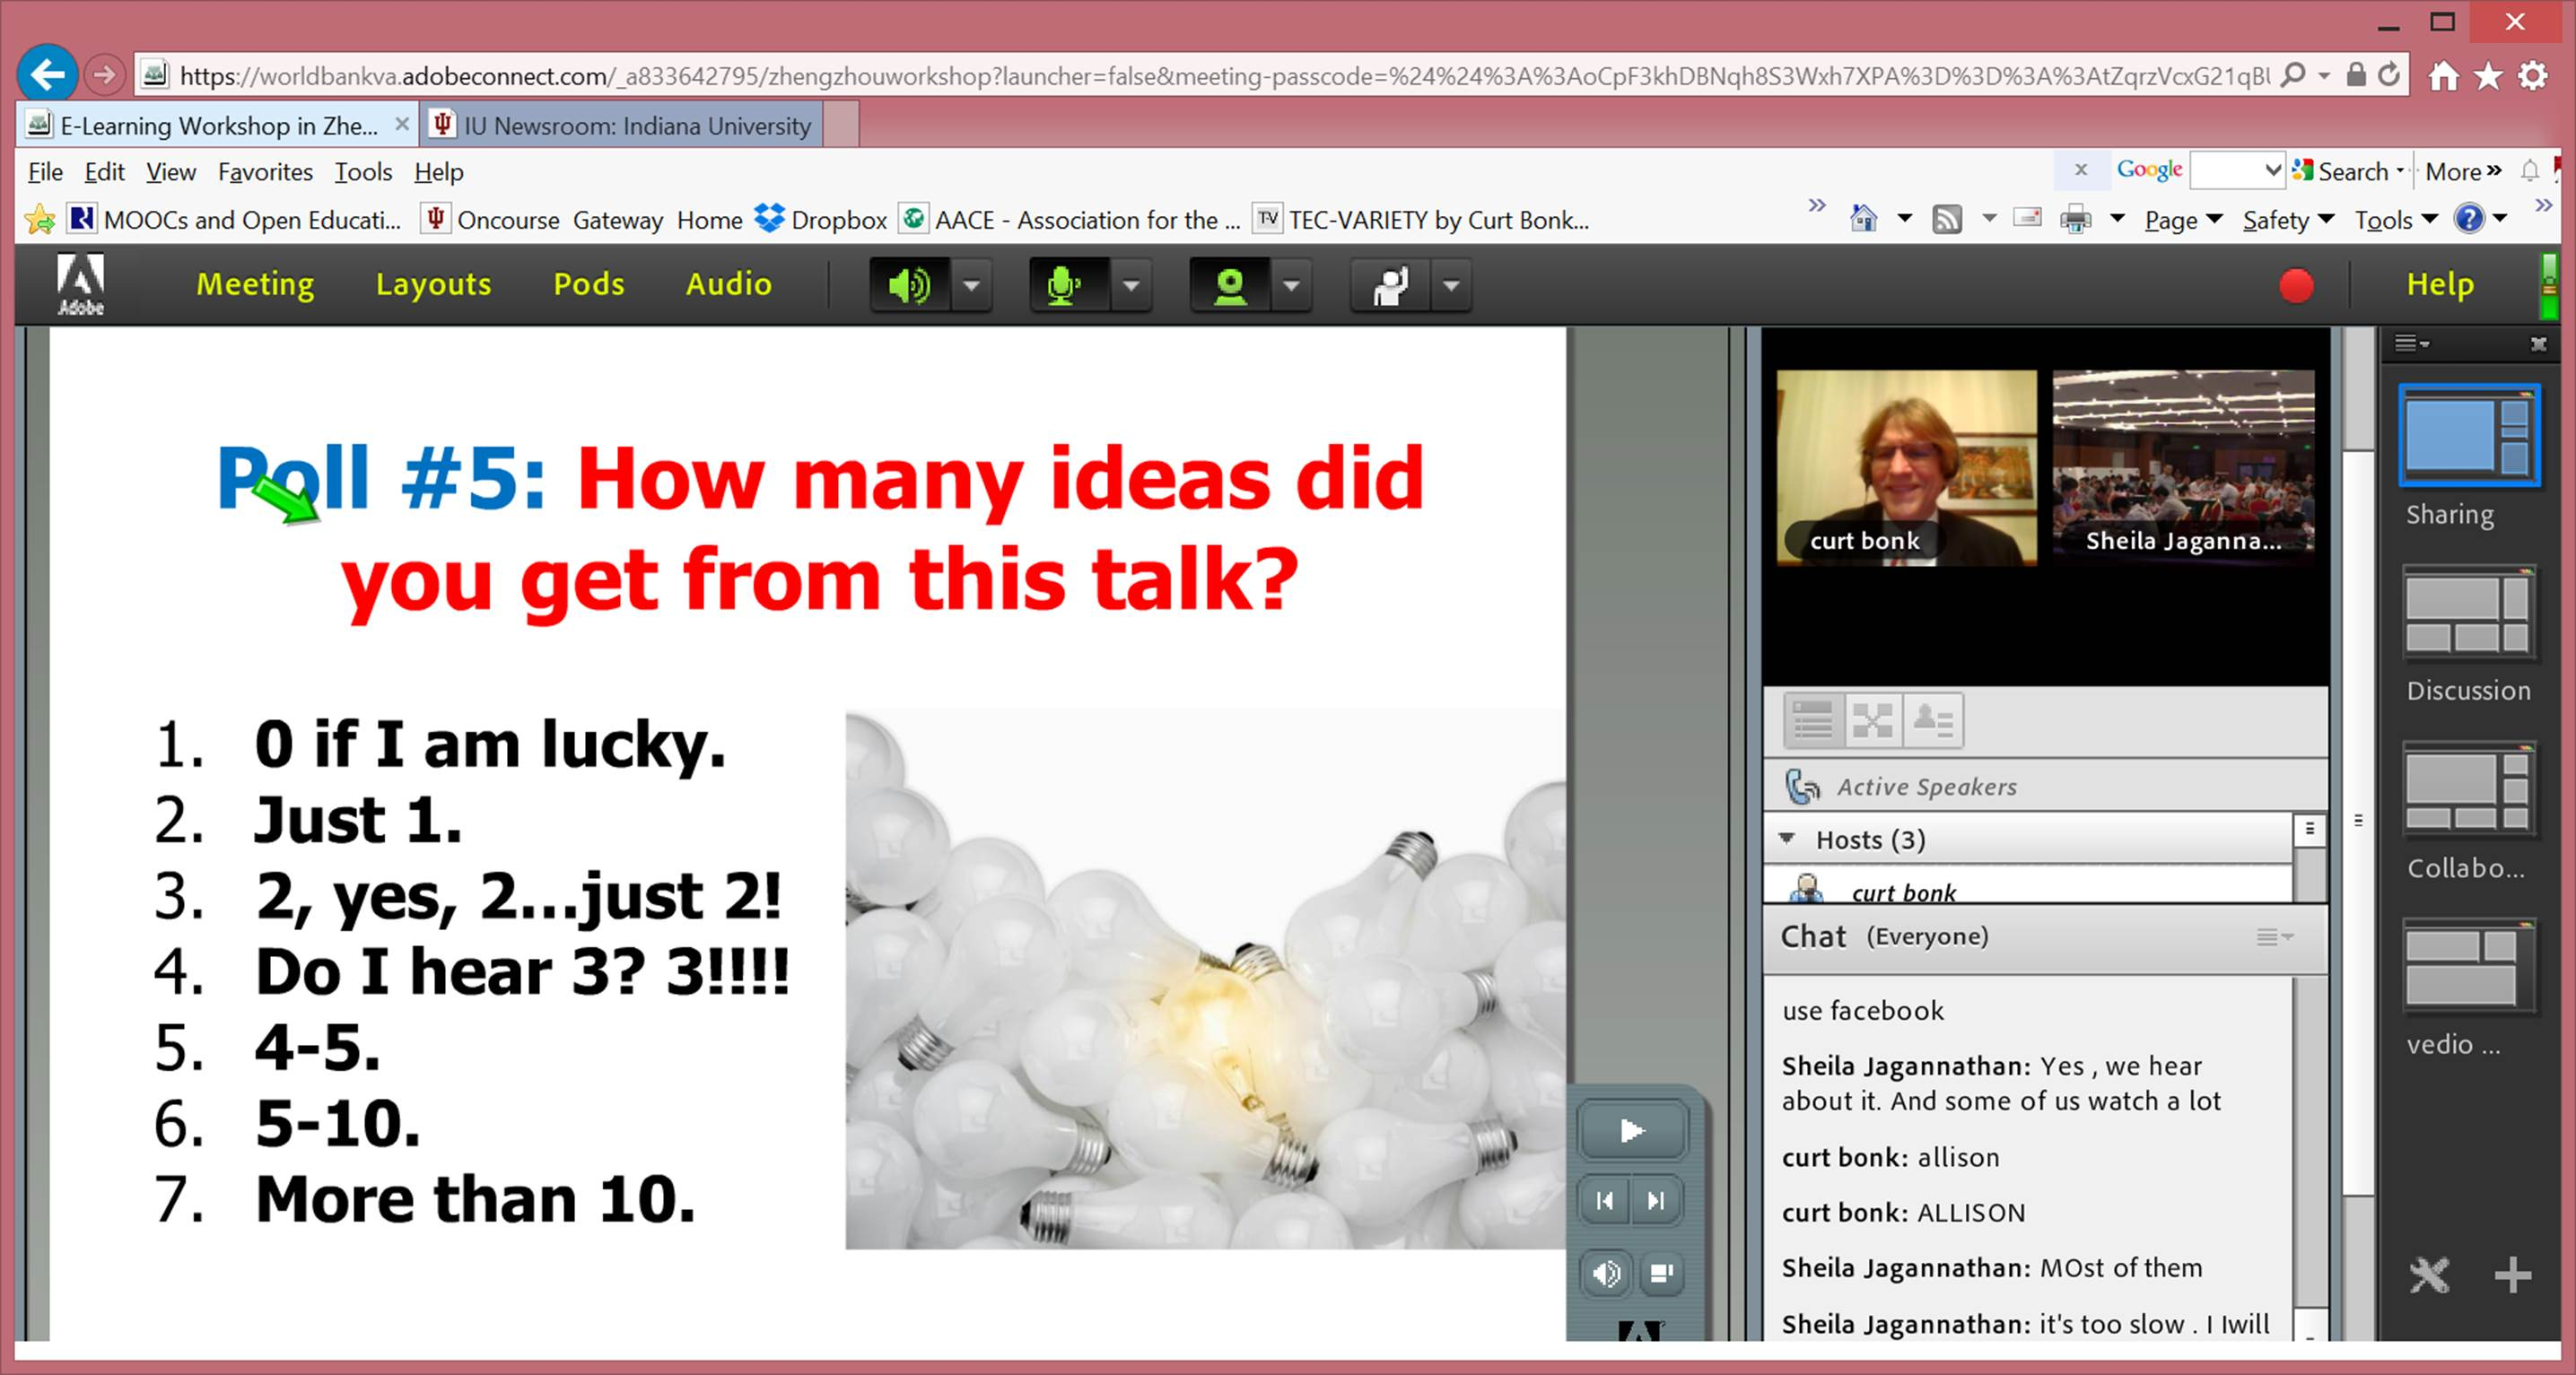 https://worldbankva.adobeconnect.com/_a833642795/zhengzhouworkshop?launcher=false&meeting-passcode=%24%24%3A%3AoCpF3khDBNqh8S3Wxh7XPA%3D%3D%3A%3AtZqrzVcxG21qBl
E-Learning Workshop in Zhe... IU Newsroom: Indiana University
File Edit View Favorites Tools Help Google Search More »
MOOCs and Open Educati... Oncourse Gateway Home Dropbox AACE - Association for the ... TV TEC-VARIETY by Curt Bonk... Page Safety Tools
Adobe Meeting Layouts Pods Audio Help
Poll #5: How many ideas did
you get from this talk?
1. 0 if I am lucky.
2. Just 1.
3. 2, yes, 2...just 2!
4. Do I hear 3? 3!!!!
5. 4-5.
6. 5-10.
7. More than 10.
curt bonk Sheila Jaganna...
Active Speakers
Hosts (3)
curt bonk
Chat (Everyone)
use facebook
Sheila Jagannathan: Yes , we hear
about it. And some of us watch a lot
curt bonk: allison
curt bonk: ALLISON
Sheila Jagannathan: MOst of them
Sheila Jagannathan: it's too slow . I Iwill
Sharing
Discussion
Collabo...
vedio ...